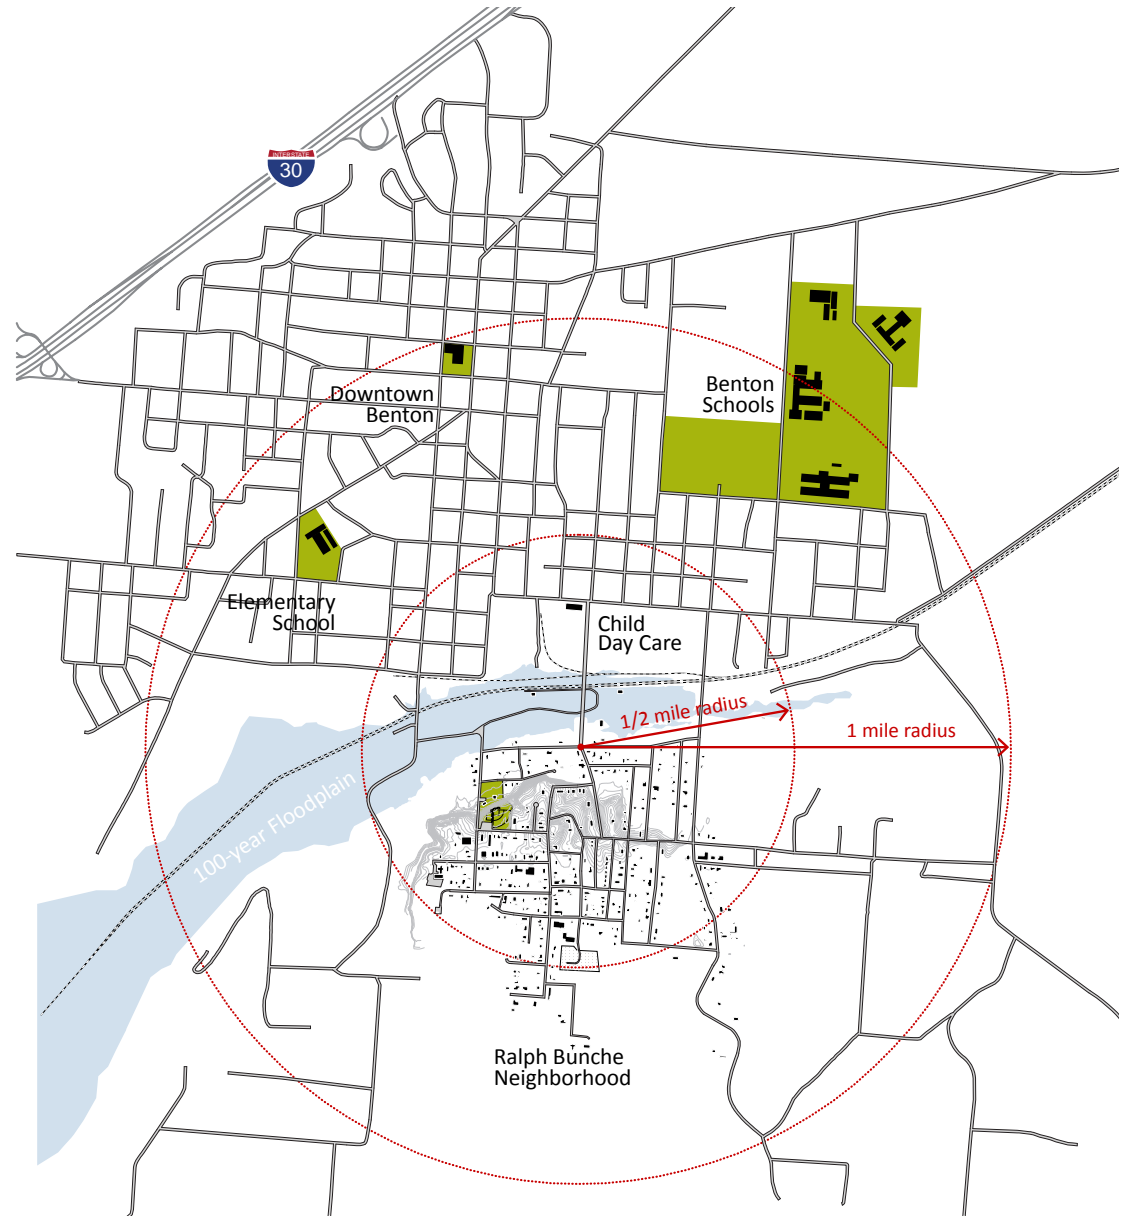 INTERSTATE
30
Downtown
Benton
Benton
Schools
Elementary
School
Child
Day Care
1/2 mile radius
1 mile radius
100-year Floodplain
Ralph Bunche
Neighborhood